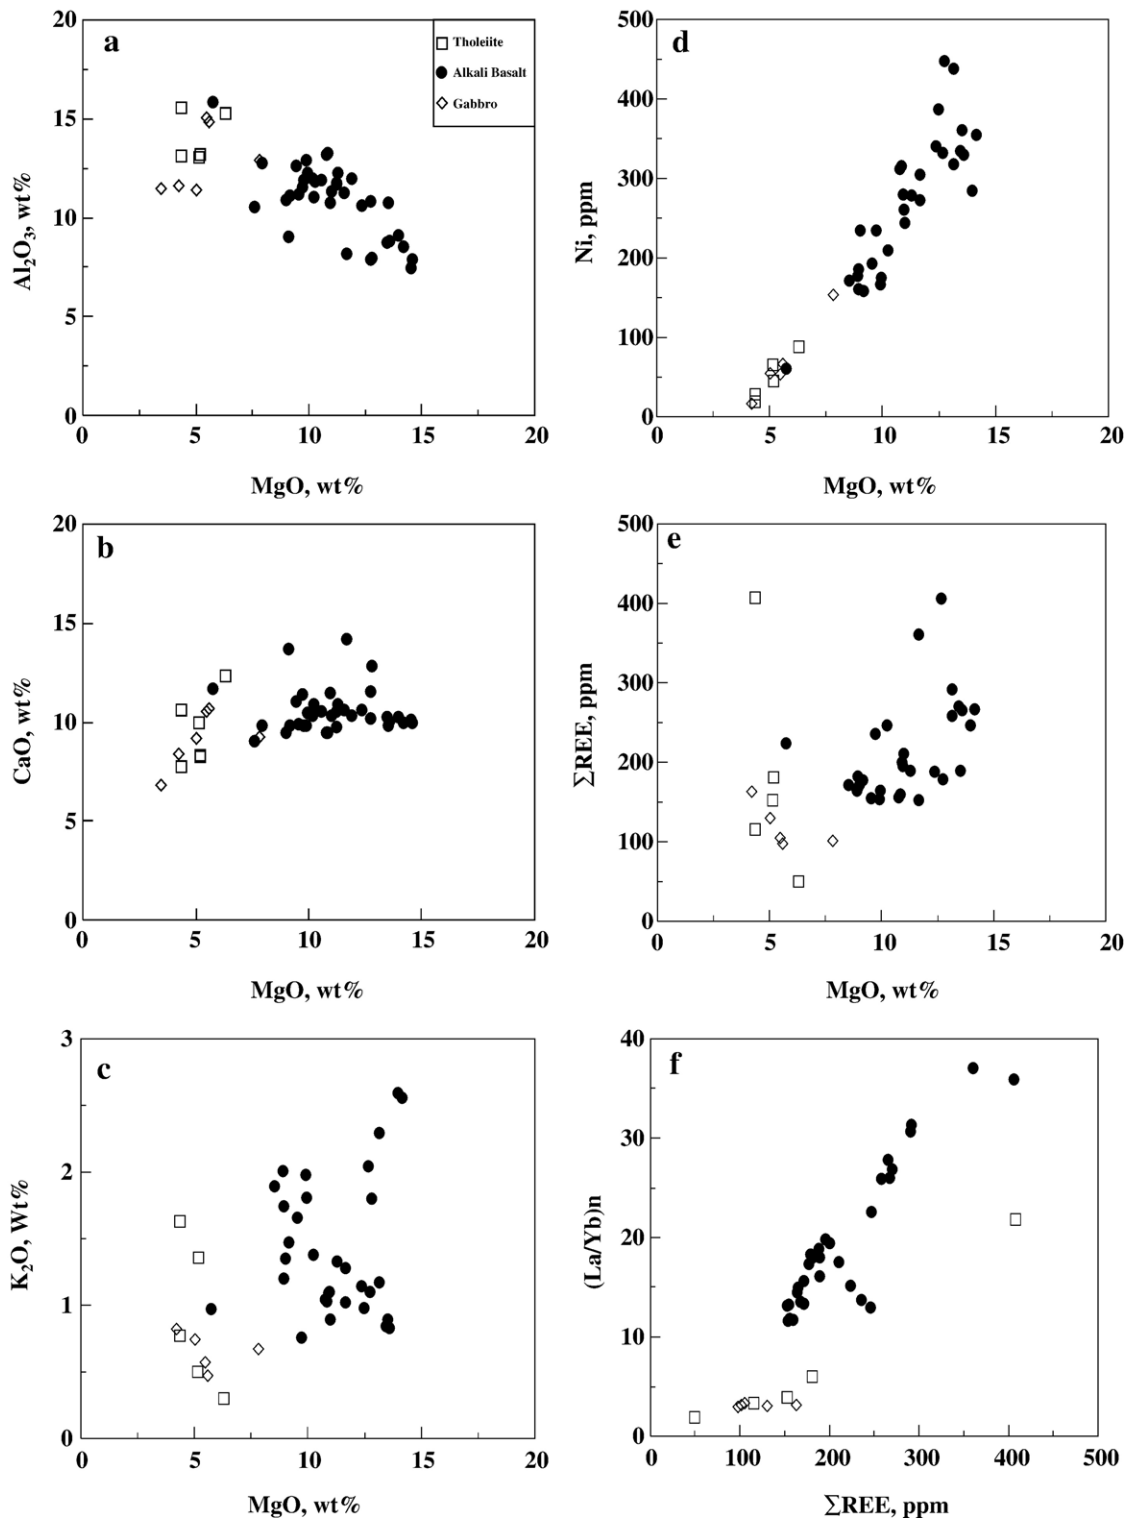 a
Tholeiite
Alkali Basalt
Gabbro
20
15
10
5
0
Al₂O₃, wt%
0 5 10 15 20
MgO, wt%
d
500
400
300
200
100
0
Ni, ppm
0 5 10 15 20
MgO, wt%
b
20
15
10
5
0
CaO, wt%
0 5 10 15 20
MgO, wt%
e
500
400
300
200
100
0
∑REE, ppm
0 5 10 15 20
MgO, wt%
c
3
2
1
0
K₂O, Wt%
0 5 10 15 20
MgO, wt%
f
40
30
20
10
0
(La/Yb)n
0 100 200 300 400 500
∑REE, ppm